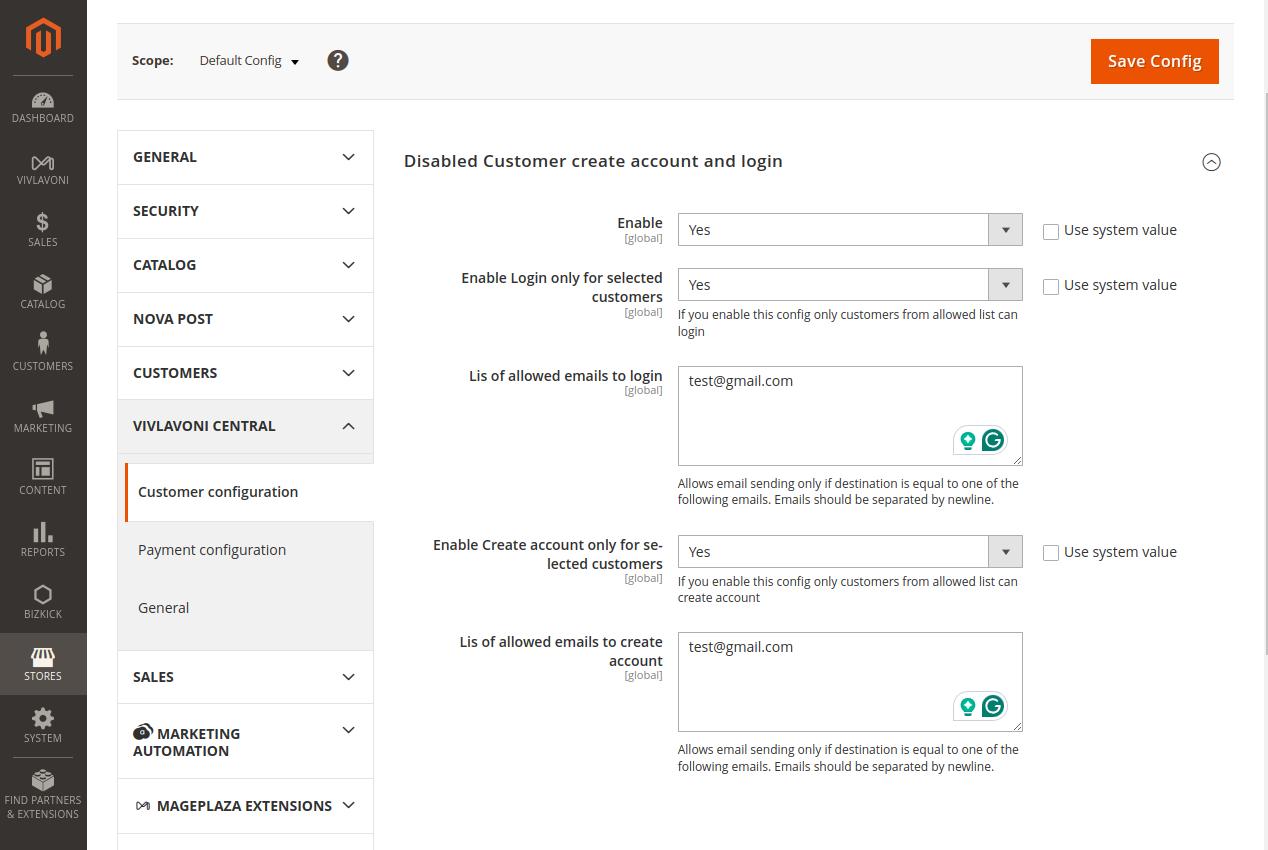 Scope:
Default Config
?
Save Config
DASHBOARD
VIVLAVONI
$
SALES
CATALOG
CUSTOMERS
MARKETING
CONTENT
REPORTS
BIZKICK
STORES
SYSTEM
FIND PARTNERS
& EXTENSIONS
GENERAL
SECURITY
CATALOG
NOVA POST
CUSTOMERS
VIVLAVONI CENTRAL
Customer configuration
Payment configuration
General
SALES
MARKETING
AUTOMATION
MAGEPLAZA EXTENSIONS
Disabled Customer create account and login
Enable
[global]
Yes
Use system value
Enable Login only for selected
customers
[global]
Yes
Use system value
If you enable this config only customers from allowed list can
login
Lis of allowed emails to login
[global]
test@gmail.com
Allows email sending only if destination is equal to one of the
following emails. Emails should be separated by newline.
Enable Create account only for se-
lected customers
[global]
Yes
Use system value
If you enable this config only customers from allowed list can
create account
Lis of allowed emails to create
account
[global]
test@gmail.com
Allows email sending only if destination is equal to one of the
following emails. Emails should be separated by newline.